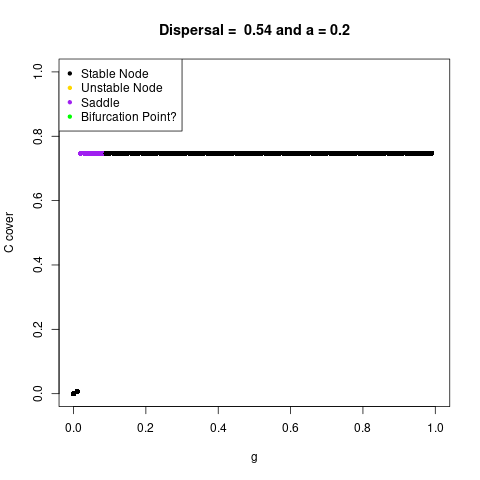 Dispersal =  0.54 and a = 0.2
Stable Node
Unstable Node
Saddle
Bifurcation Point?
C cover
1.0
0.8
0.6
0.4
0.2
0.0
0.0 0.2 0.4 0.6 0.8 1.0
g